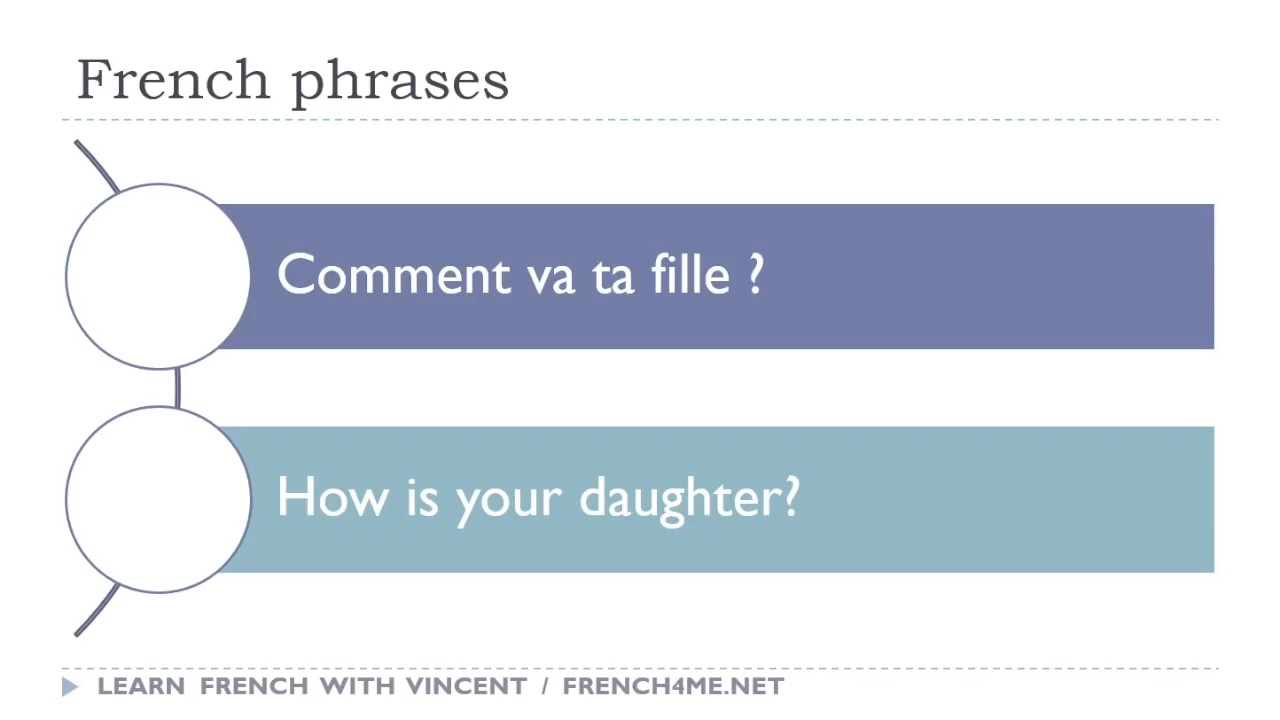 French phrases
Comment va ta fille ?
How is your daughter?
LEARN FRENCH WITH VINCENT / FRENCH4ME.NET